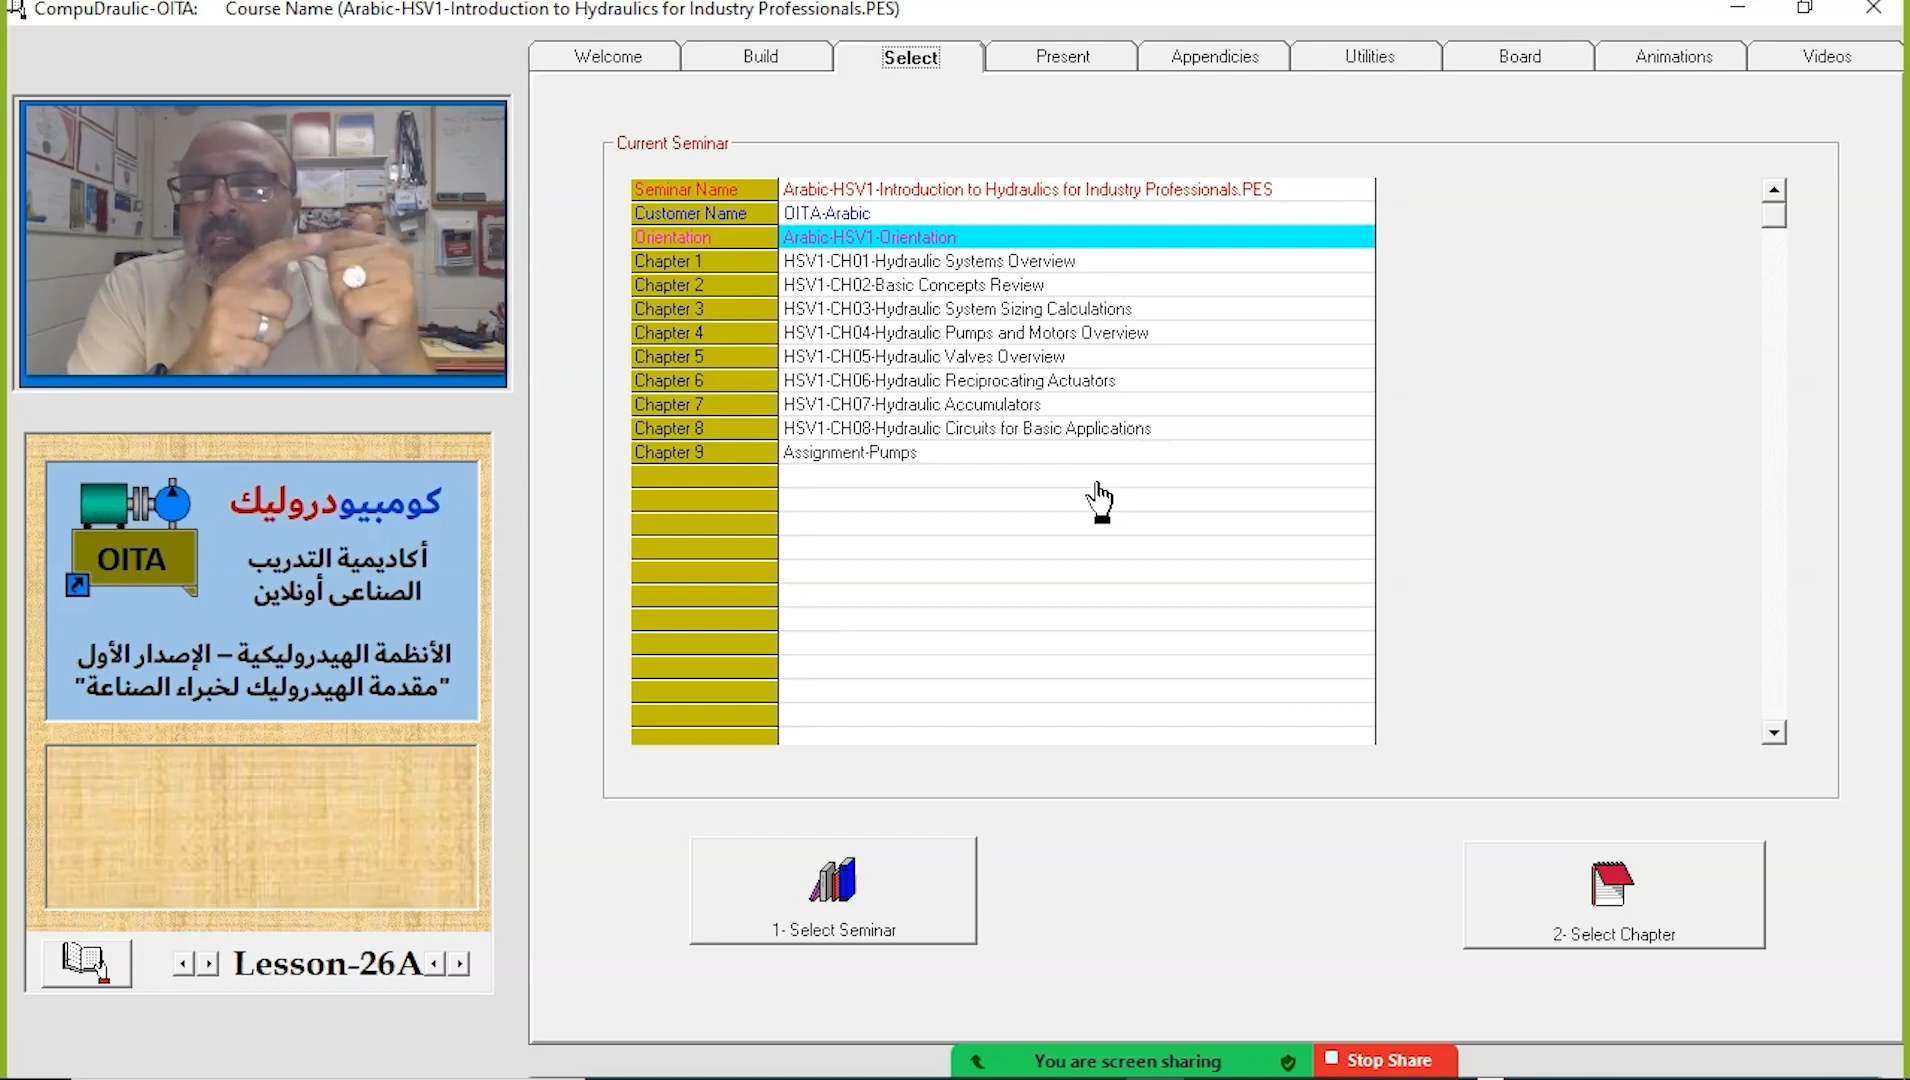 CompuDraulic-OITA: Course Name (Arabic-HSV1-Introduction to Hydraulics for Industry Professionals.PES)
Welcome Build Select Present Appendicies Utilities Board Animations Videos
Current Seminar
Seminar Name Arabic-HSV1-Introduction to Hydraulics for Industry Professionals.PES
Customer Name OITA-Arabic
Orientation Arabic-HSV1-Orientation
Chapter 1 HSV1-CH01-Hydraulic Systems Overview
Chapter 2 HSV1-CH02-Basic Concepts Review
Chapter 3 HSV1-CH03-Hydraulic System Sizing Calculations
Chapter 4 HSV1-CH04-Hydraulic Pumps and Motors Overview
Chapter 5 HSV1-CH05-Hydraulic Valves Overview
Chapter 6 HSV1-CH06-Hydraulic Reciprocating Actuators
Chapter 7 HSV1-CH07-Hydraulic Accumulators
Chapter 8 HSV1-CH08-Hydraulic Circuits for Basic Applications
Chapter 9 Assignment-Pumps
كومبيودروليك
OITA
أكاديمية التدريب
الصناعى أونلاين
الأنظمة الهيدروليكية – الإصدار الأول
"مقدمة الهيدروليك لخبراء الصناعة"
Lesson-26A
1- Select Seminar
2- Select Chapter
You are screen sharing
Stop Share